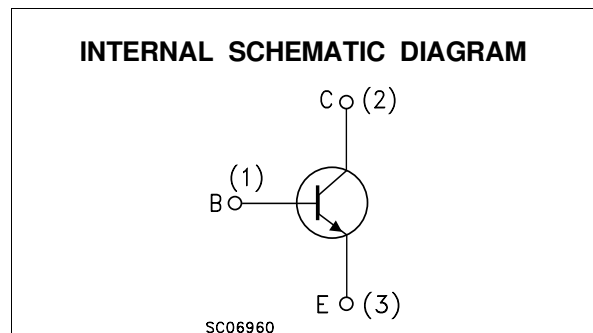 INTERNAL SCHEMATIC DIAGRAM
C (2)
(1)
B
E (3)
SC06960